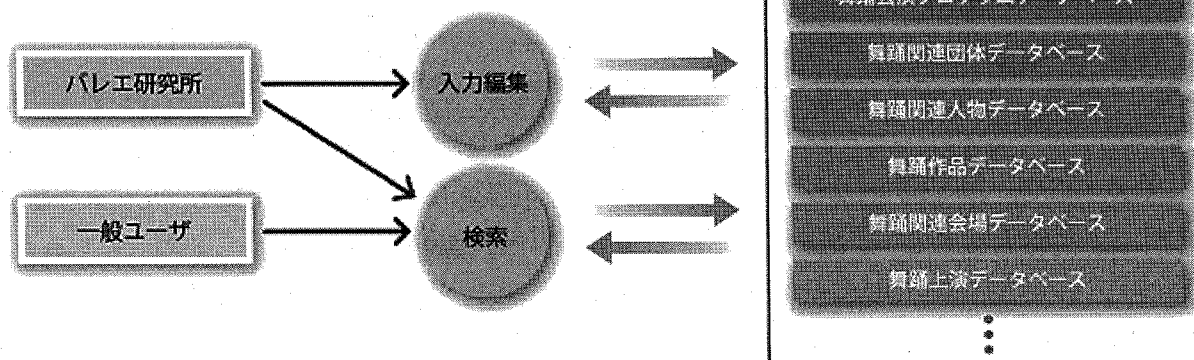 舞踊関連団体データベース
バレエ研究所
入力編集
舞踊関連人物データベース
舞踊作品データベース
一般ユーザ
検索
舞踊関連会場データベース
舞踊上演データベース